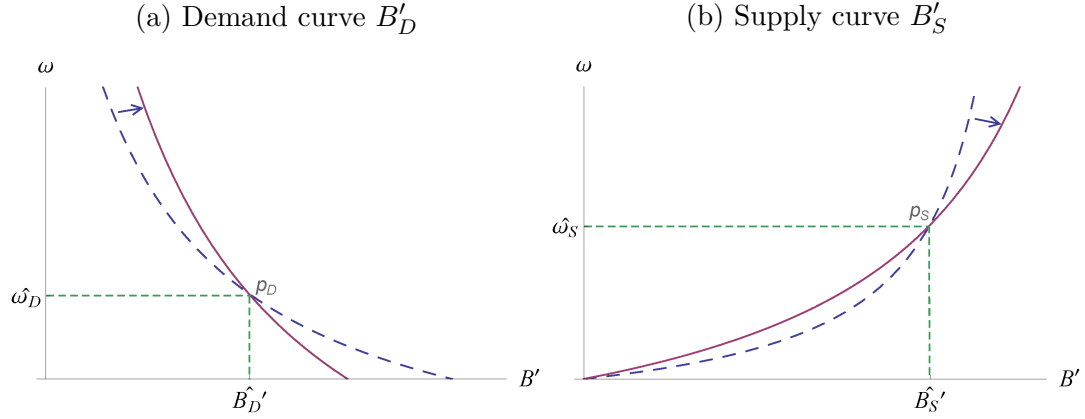 (a) Demand curve B′_D
ω
p_D
ω̂_D
B̂_D′
B′
(b) Supply curve B′_S
ω
p_S
ω̂_S
B̂_S′
B′